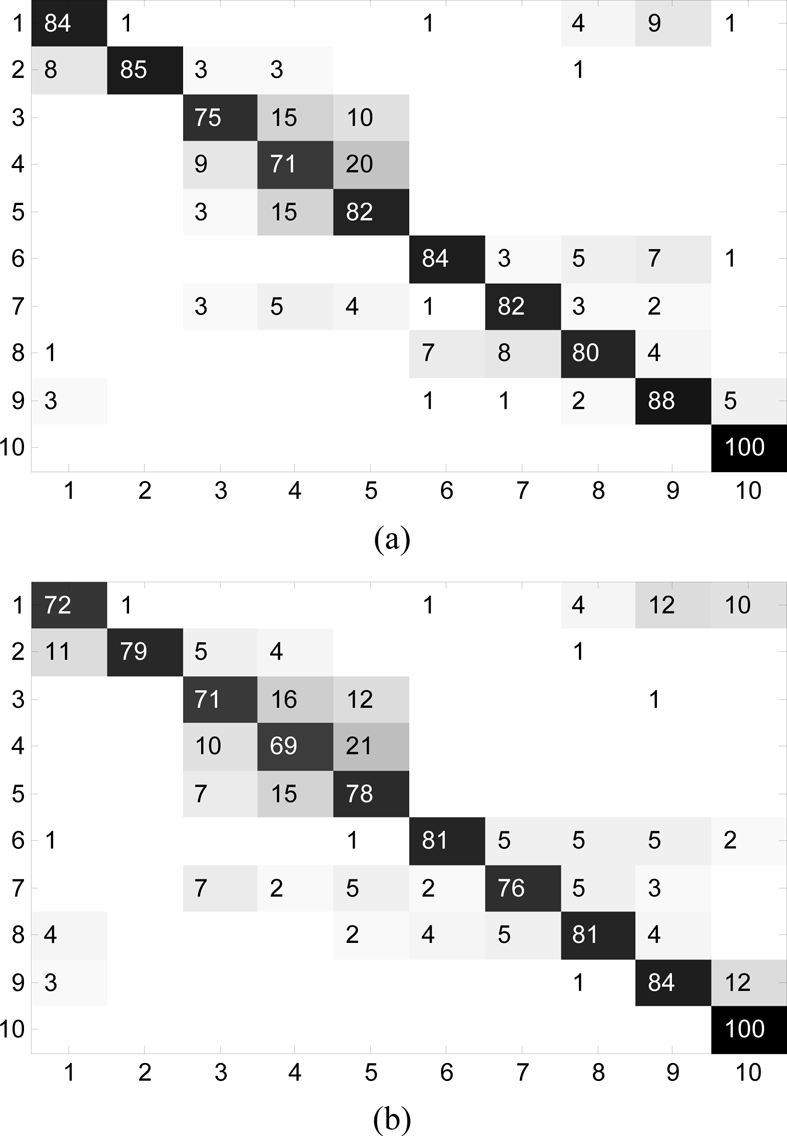 1 84 1 1 4 9 1
2 8 85 3 3 1
3 75 15 10
4 9 71 20
5 3 15 82
6 84 3 5 7 1
7 3 5 4 1 82 3 2
8 1 7 8 80 4
9 3 1 1 2 88 5
10 100
1 2 3 4 5 6 7 8 9 10
(a)
1 72 1 1 4 12 10
2 11 79 5 4 1
3 71 16 12 1
4 10 69 21
5 7 15 78
6 1 1 81 5 5 5 2
7 7 2 5 2 76 5 3
8 4 2 4 5 81 4
9 3 1 84 12
10 100
1 2 3 4 5 6 7 8 9 10
(b)